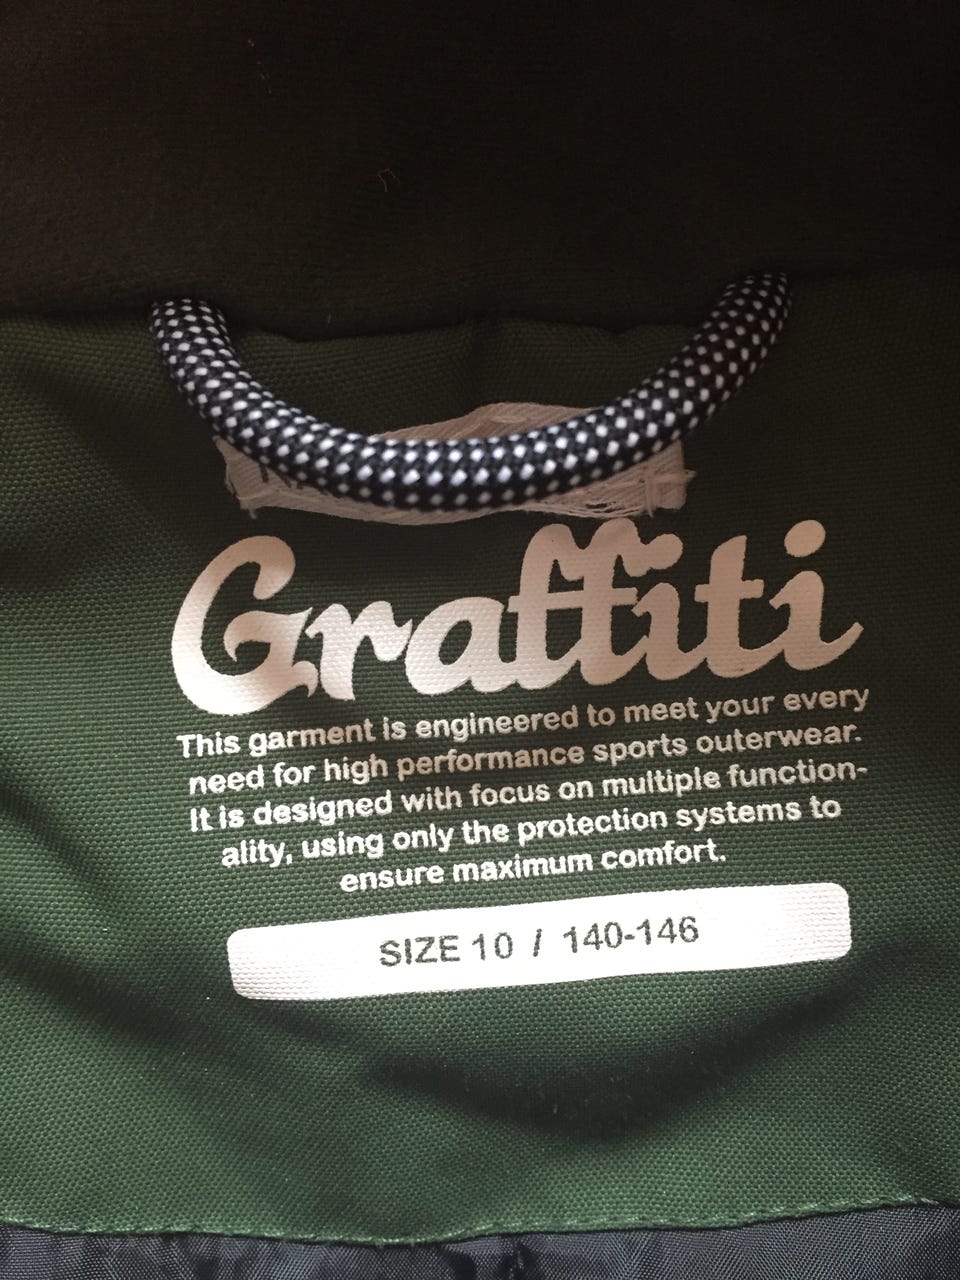 Graffiti
This garment is engineered to meet your every
need for high performance sports outerwear.
It is designed with focus on multiple function-
ality, using only the protection systems to
ensure maximum comfort.
SIZE 10 / 140-146